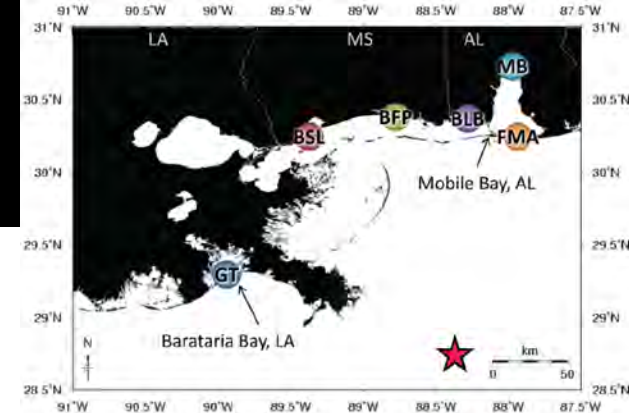 91°W 90.5°W 90°W 89.5°W 89°W 88.5°W 88°W 87.5°W
31°N 31°N
LA MS AL
MB
30.5°N 30.5°N
BFP BLB
BSL FMA
30°N 30°N
Mobile Bay, AL
29.5°N 29.5°N
GT
29°N 29°N
Barataria Bay, LA
N km
0 50
28.5°N 28.5°N
91°W 90.5°W 90°W 89.5°W 89°W 88.5°W 88°W 87.5°W